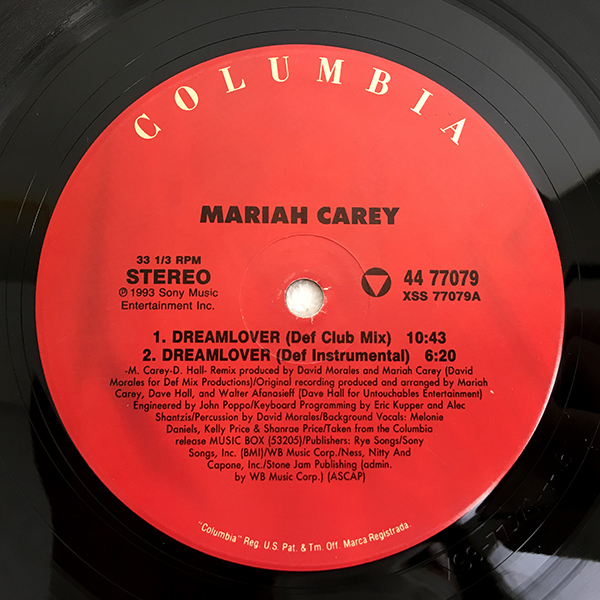 COLUMBIA
MARIAH CAREY
33 1/3 RPM
STEREO
℗ 1993 Sony Music
Entertainment Inc.
44 77079
XSS 77079A
1. DREAMLOVER (Def Club Mix) 10:43
2. DREAMLOVER (Def Instrumental) 6:20
-M. Carey-D. Hall- Remix produced by David Morales and Mariah Carey (David
Morales for Def Mix Productions)/Original recording produced and arranged by Mariah
Carey, Dave Hall, and Walter Afanasieff (Dave Hall for Untouchables Entertainment)
Engineered by John Poppo/Keyboard Programming by Eric Kupper and Alec
Shantzis/Percussion by David Morales/Background Vocals: Melonie
Daniels, Kelly Price & Shanrae Price/Taken from the Columbia
release MUSIC BOX (53205)/Publishers: Rye Songs/Sony
Songs, Inc. (BMI)/WB Music Corp./Ness, Nitty And
Capone, Inc./Stone Jam Publishing (admin.
by WB Music Corp.) (ASCAP)
"Columbia" Reg. U.S. Pat. & Tm. Off. Marca Registrada.